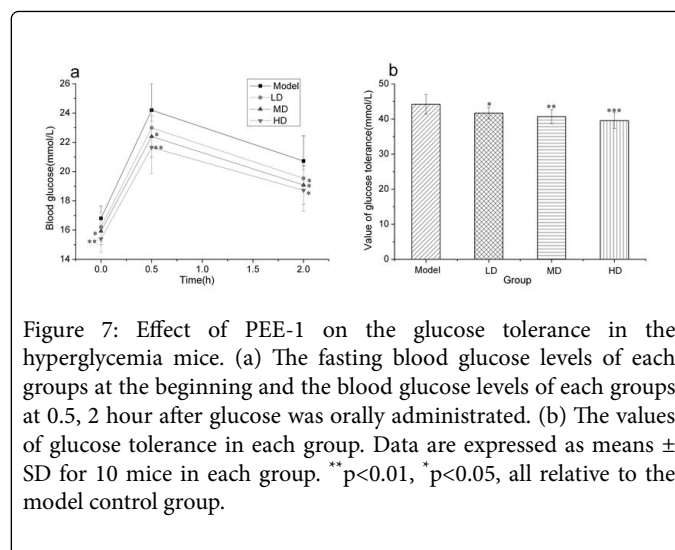 a
26
24
22
20
18
16
14
Blood glucose(mmol/L)
0.0 0.5 1.0 1.5 2.0
Time(h)
Model
LD
MD
HD
*
**
*
**
*
*
*
b
50
40
30
20
10
0
Value of glucose tolerance(mmol/L)
*
**
***
Model LD MD HD
Group
Figure 7: Effect of PEE-1 on the glucose tolerance in the
hyperglycemia mice. (a) The fasting blood glucose levels of each
groups at the beginning and the blood glucose levels of each groups
at 0.5, 2 hour after glucose was orally administrated. (b) The values
of glucose tolerance in each group. Data are expressed as means ±
SD for 10 mice in each group. **p<0.01, *p<0.05, all relative to the
model control group.